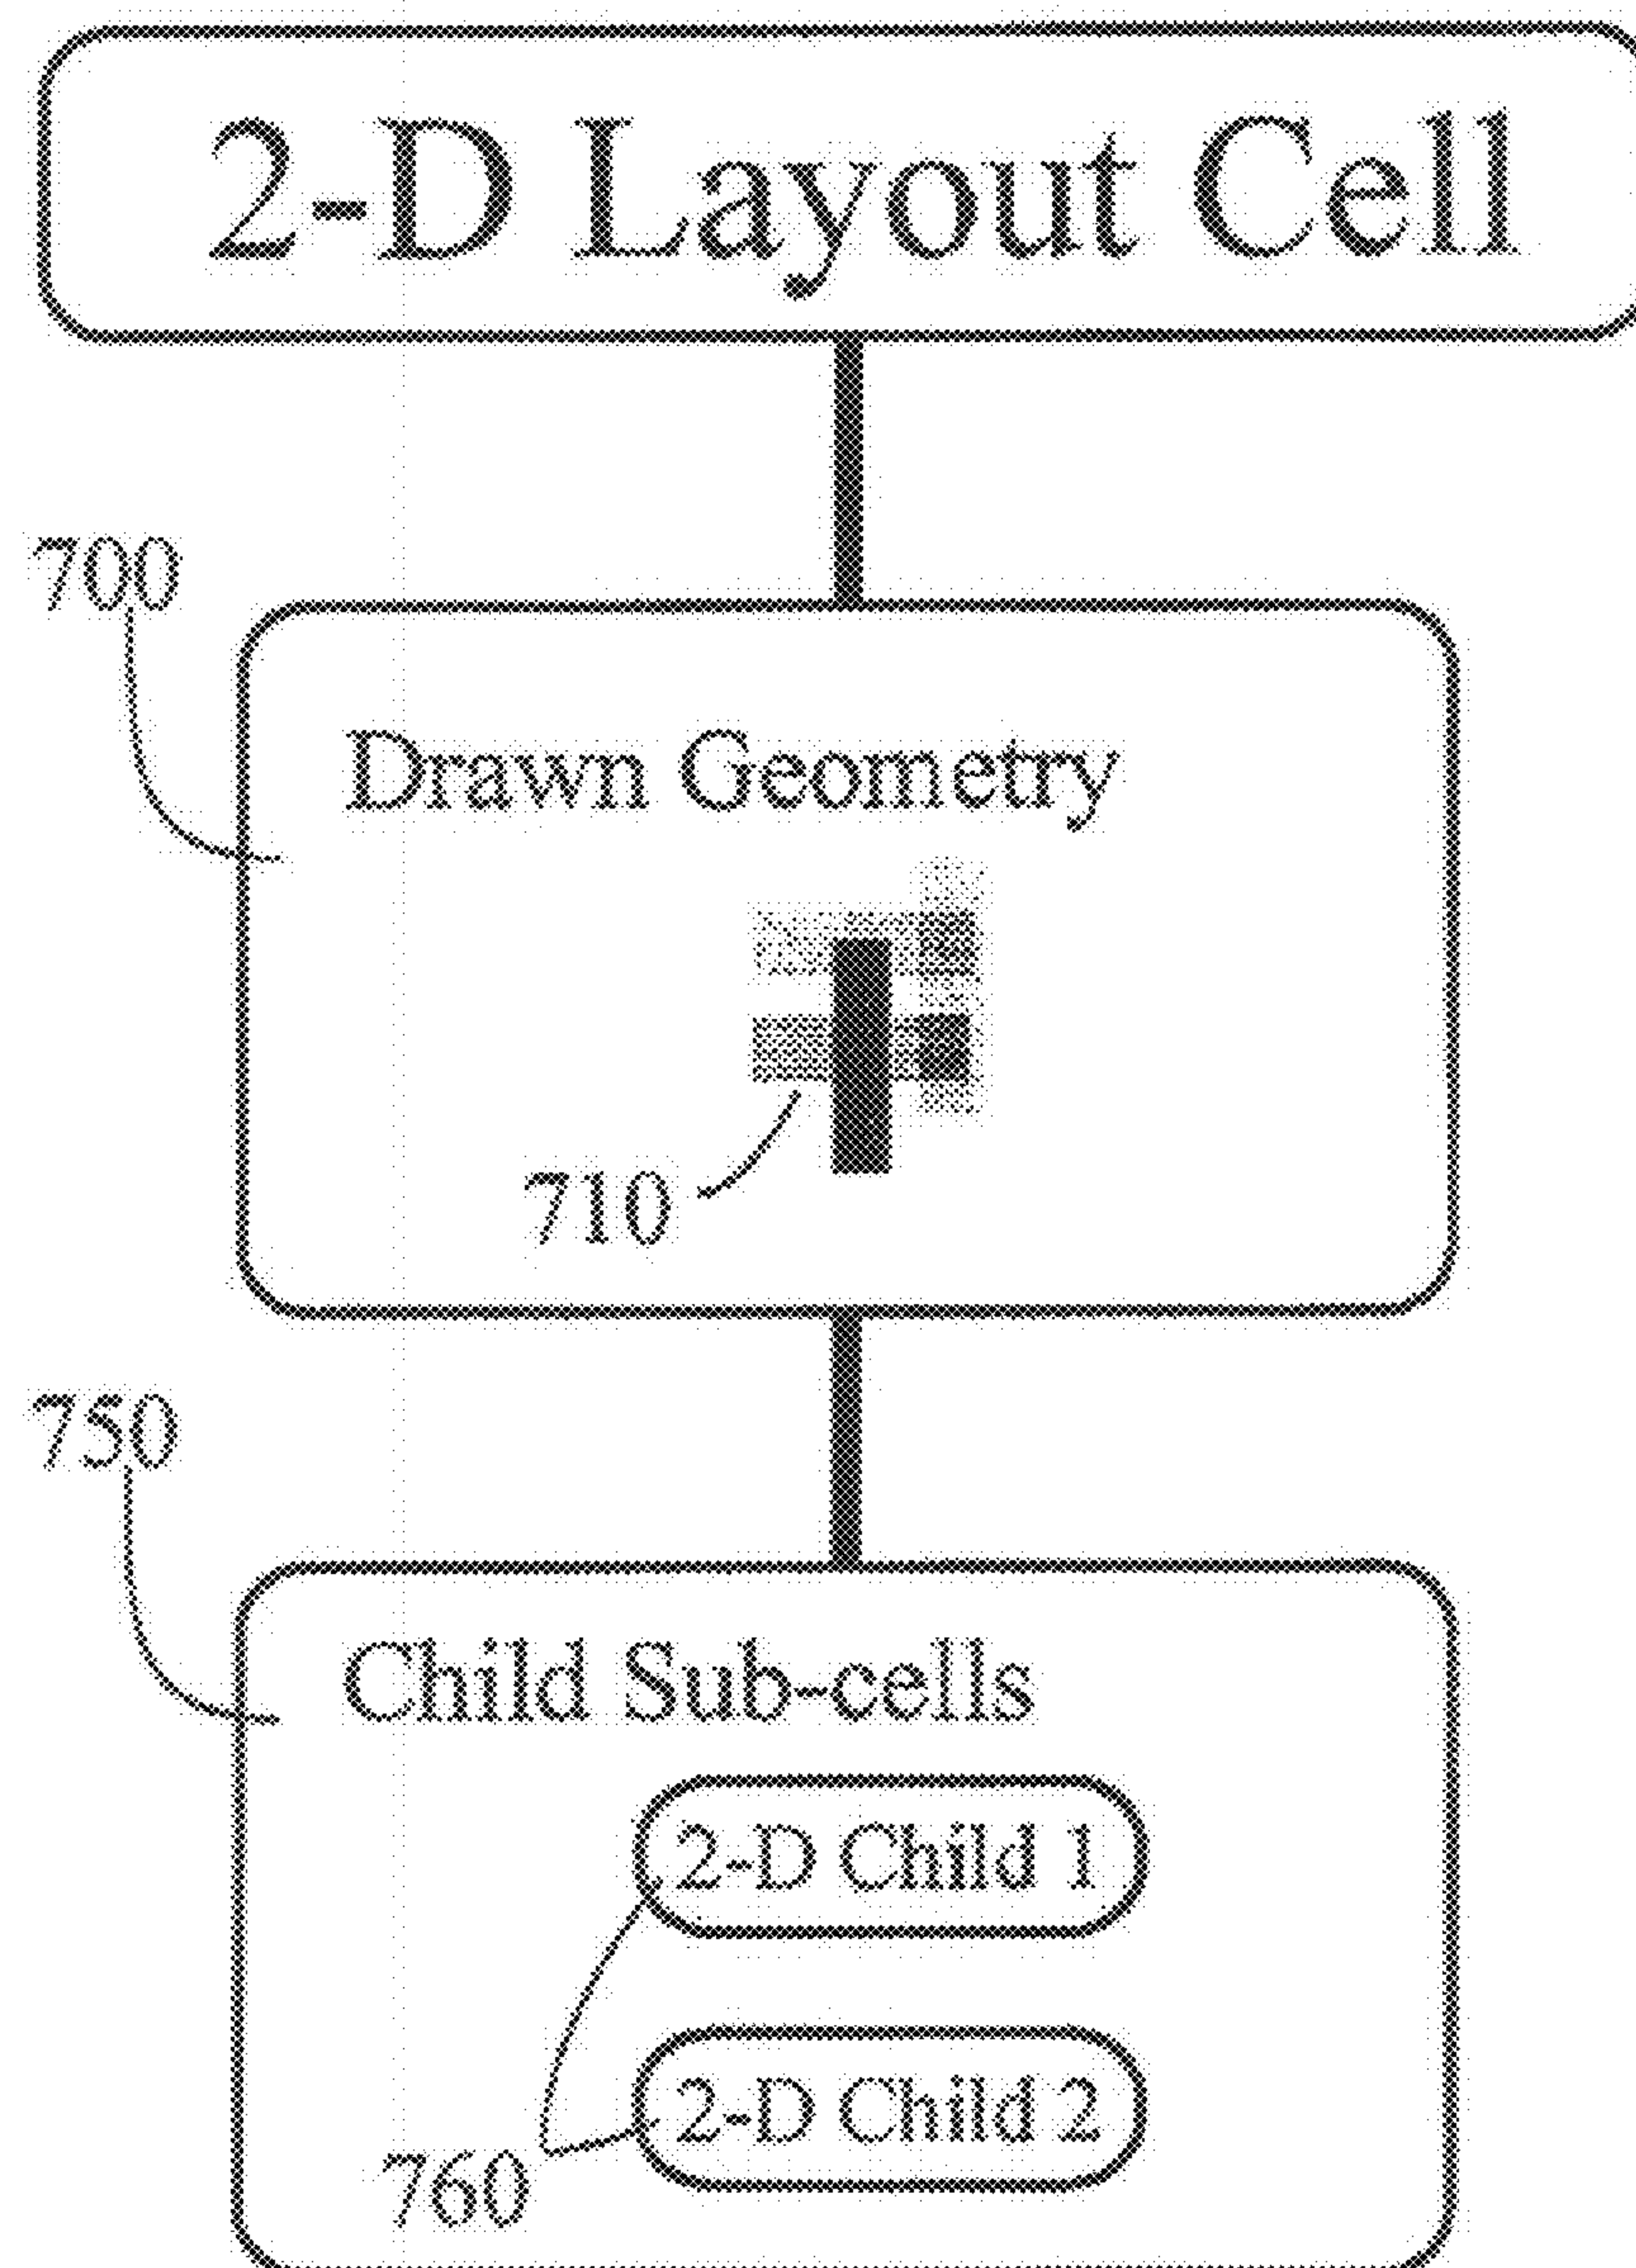 2-D Layout Cell
700
Drawn Geometry
710
750
Child Sub-cells
2-D Child 1
2-D Child 2
760